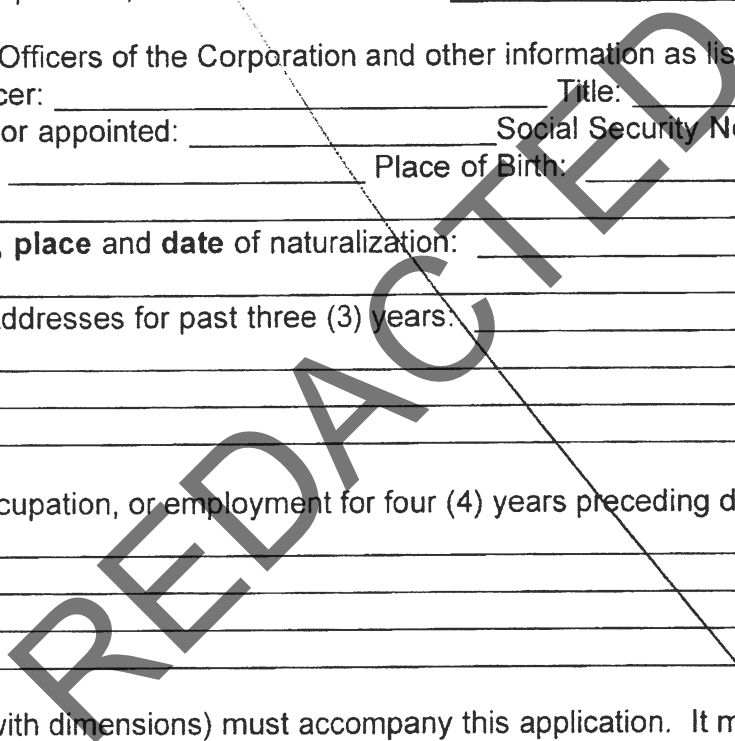 Officers of the Corporation and other information as lis
cer: Title:
or appointed: Social Security No
Place of Birth:
, place and date of naturalization:
ddresses for past three (3) years:
cupation, or employment for four (4) years preceding d
with dimensions) must accompany this application. It m
REDACTED